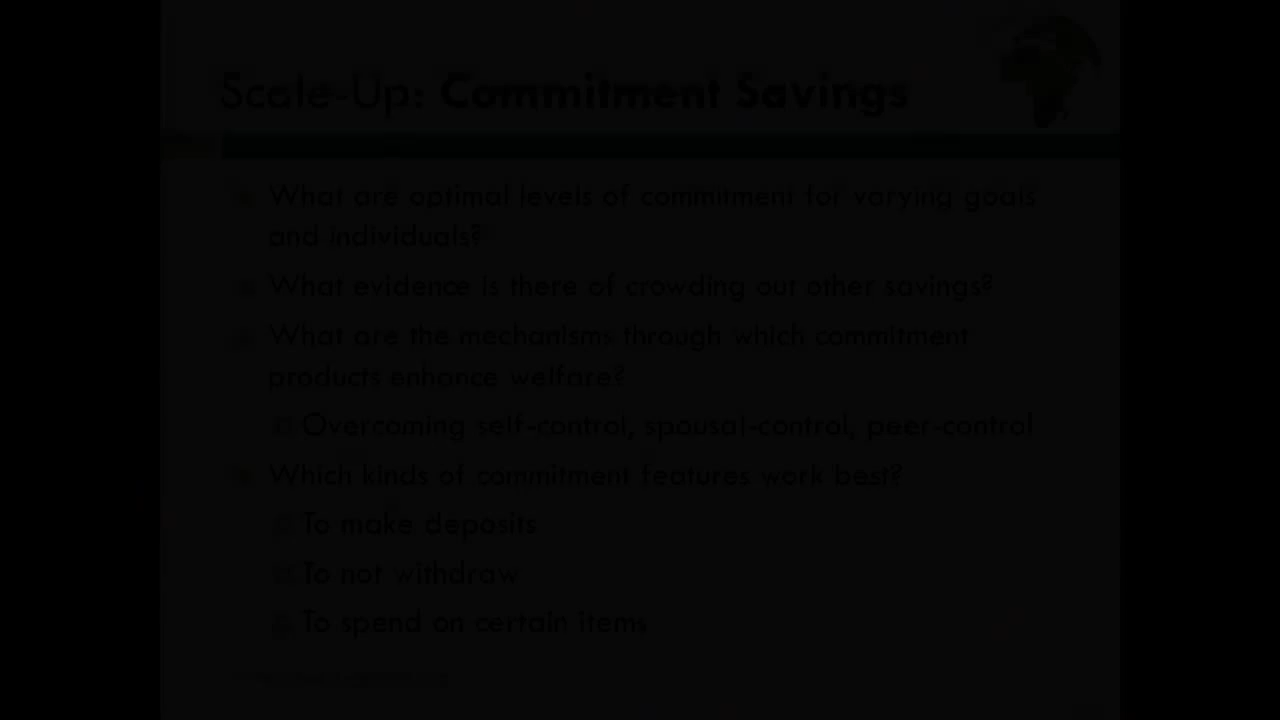 Scale-Up: Commitment Savings
What are optimal levels of commitment for varying goals
and individuals?
What evidence is there of crowding out other savings?
What are the mechanisms through which commitment
products enhance welfare?
Overcoming self-control, spousal-control, peer-control
Which kinds of commitment features work best?
To make deposits
To not withdraw
To spend on certain items